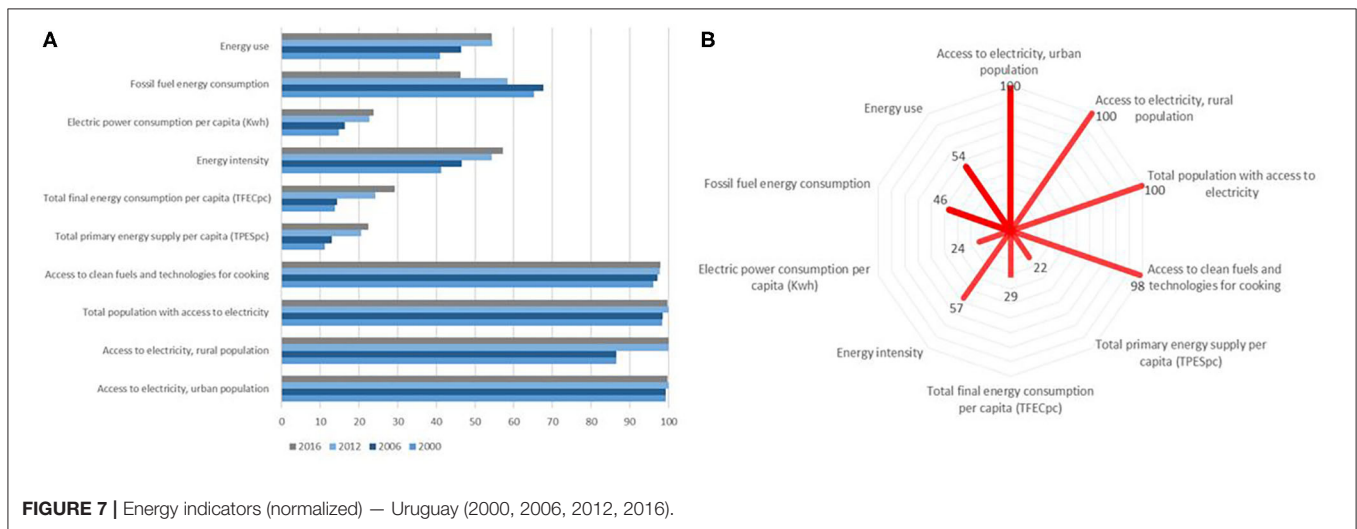 A
Energy use
Fossil fuel energy consumption
Electric power consumption per capita (Kwh)
Energy intensity
Total final energy consumption per capita (TFECpc)
Total primary energy supply per capita (TPESpc)
Access to clean fuels and technologies for cooking
Total population with access to electricity
Access to electricity, rural population
Access to electricity, urban population
0 10 20 30 40 50 60 70 80 90 100
2016 2012 2006 2000
B
Access to electricity, urban
population
100
Access to electricity, rural
population
100
Total population with access to
electricity
100
Access to clean fuels and
technologies for cooking
98
Total primary energy supply per
capita (TPESpc)
22
Total final energy consumption
per capita (TFECpc)
29
Energy intensity
57
Electric power consumption per
capita (Kwh)
24
Fossil fuel energy consumption
46
Energy use
54
FIGURE 7 | Energy indicators (normalized) — Uruguay (2000, 2006, 2012, 2016).